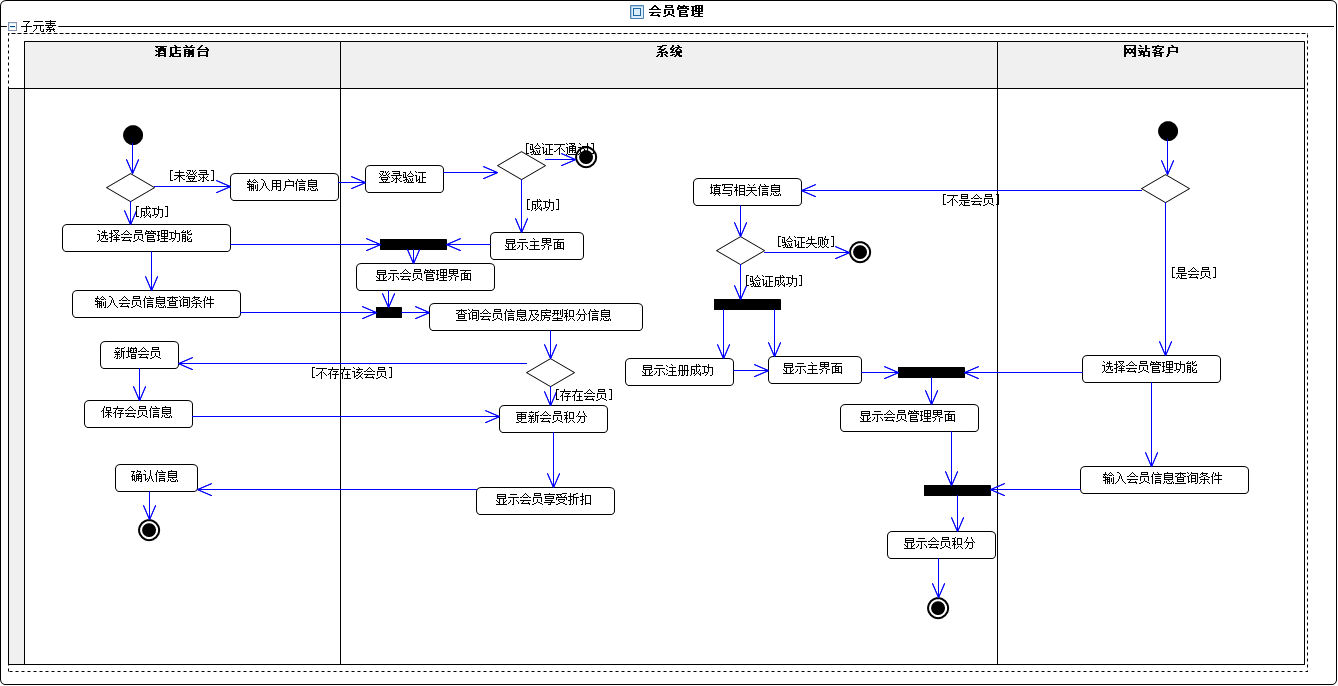 会员管理
子元素
酒店前台
系统
网站客户
[验证不通过]
[未登录]
输入用户信息
登录验证
填写相关信息
[不是会员]
[成功]
[成功]
选择会员管理功能
显示主界面
[验证失败]
显示会员管理界面
[是会员]
[验证成功]
输入会员信息查询条件
查询会员信息及房型积分信息
新增会员
[不存在该会员]
显示注册成功
显示主界面
选择会员管理功能
[存在会员]
保存会员信息
更新会员积分
显示会员管理界面
确认信息
输入会员信息查询条件
显示会员享受折扣
显示会员积分